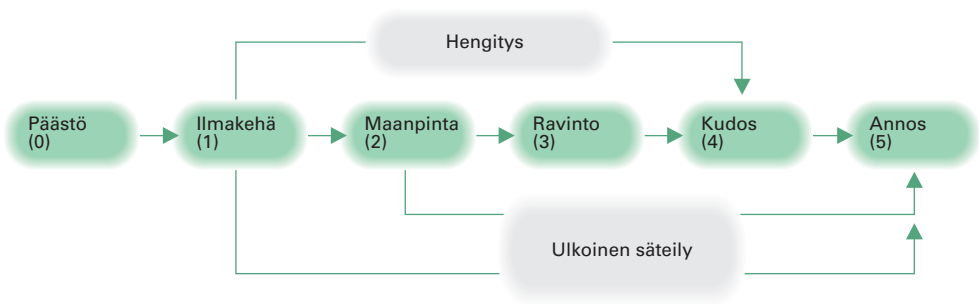 Hengitys
Päästö
(0)
Ilmakehä
(1)
Maanpinta
(2)
Ravinto
(3)
Kudos
(4)
Annos
(5)
Ulkoinen säteily